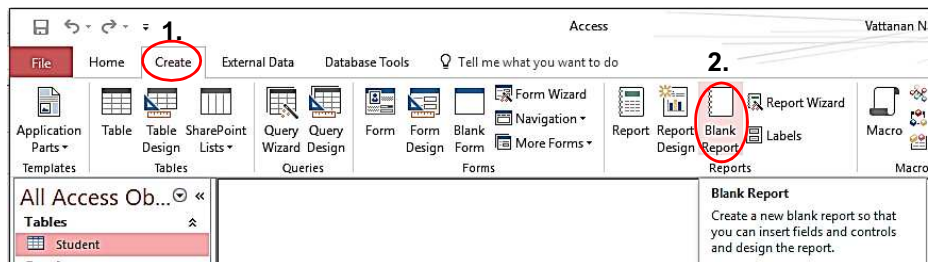 1.
Access
Vattanan N
File Home Create External Data Database Tools Tell me what you want to do
2.
Application Parts
Templates
Table
Table Design
SharePoint Lists
Tables
Query Wizard
Query Design
Queries
Form
Form Design
Blank Form
Form Wizard
Navigation
More Forms
Forms
Report
Report Design
Blank Report
Report Wizard
Labels
Reports
Macro
Macro
All Access Ob... «
Tables
Student
Blank Report
Create a new blank report so that
you can insert fields and controls
and design the report.